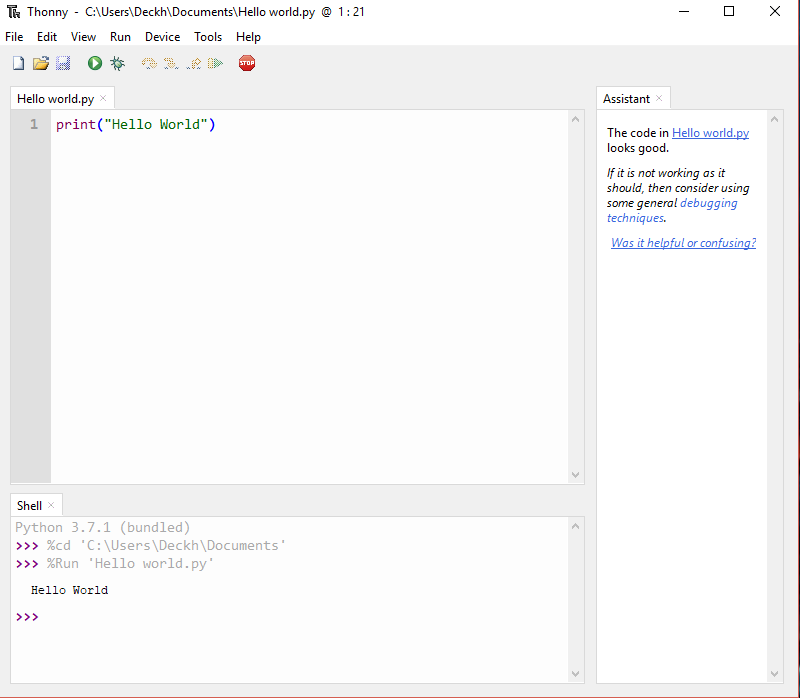 Thonny - C:\Users\Deckh\Documents\Hello world.py @ 1:21
File Edit View Run Device Tools Help
STOP
Hello world.py
1 print("Hello World")
Assistant
The code in Hello world.py
looks good.
If it is not working as it
should, then consider using
some general debugging
techniques.
Was it helpful or confusing?
Shell
Python 3.7.1 (bundled)
>>> %cd 'C:\Users\Deckh\Documents'
>>> %Run 'Hello world.py'
Hello World
>>>